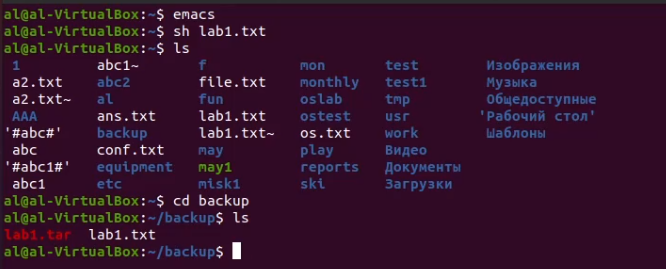 al@al-VirtualBox:~$ emacs
al@al-VirtualBox:~$ sh lab1.txt
al@al-VirtualBox:~$ ls
1 abc1~ f mon test Изображения
a2.txt abc2 file.txt monthly test1 Музыка
a2.txt~ al fun oslab tmp Общедоступные
AAA ans.txt lab1.txt ostest usr 'Рабочий стол'
'#abc#' backup lab1.txt~ os.txt work Шаблоны
abc conf.txt may play Видео
'#abc1#' equipment may1 reports Документы
abc1 etc misk1 ski Загрузки
al@al-VirtualBox:~$ cd backup
al@al-VirtualBox:~/backup$ ls
lab1.tar lab1.txt
al@al-VirtualBox:~/backup$